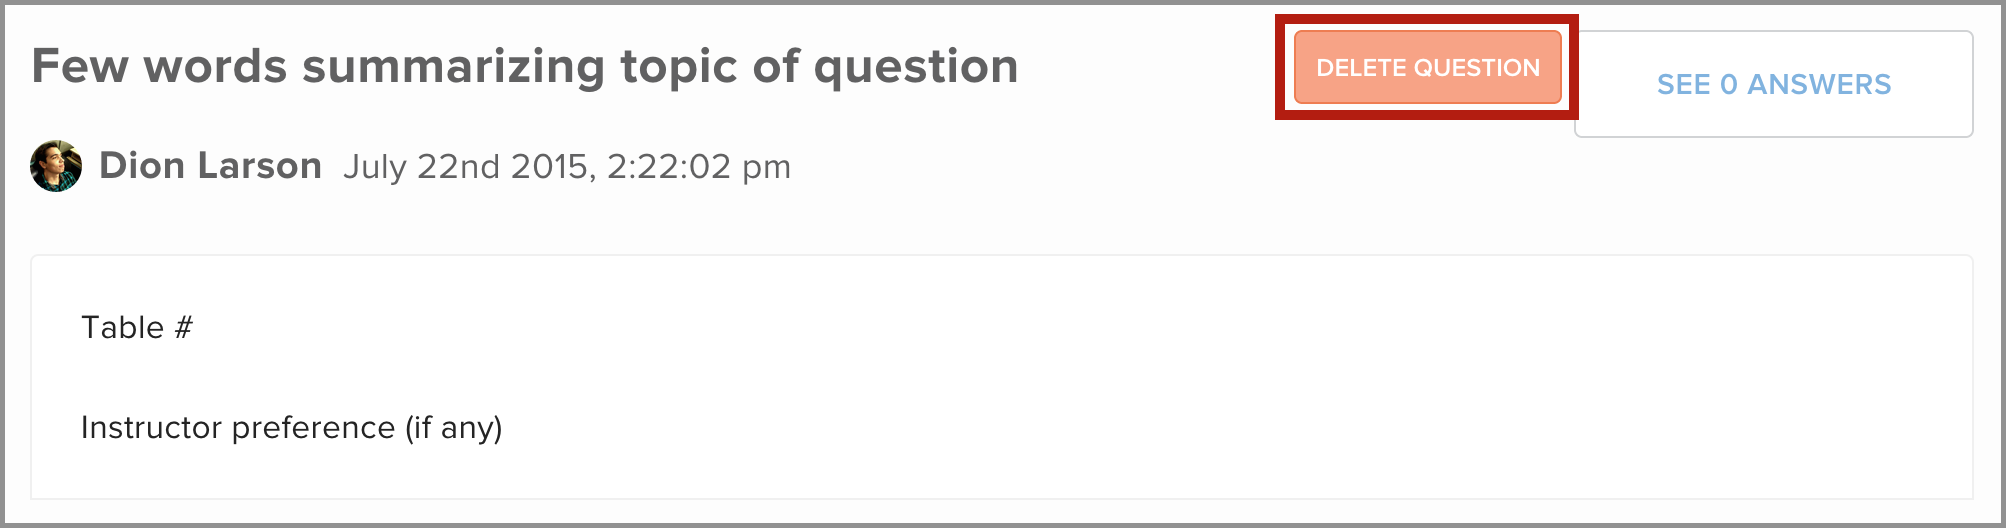 Few words summarizing topic of question
DELETE QUESTION
SEE 0 ANSWERS
Dion Larson July 22nd 2015, 2:22:02 pm
Table #
Instructor preference (if any)